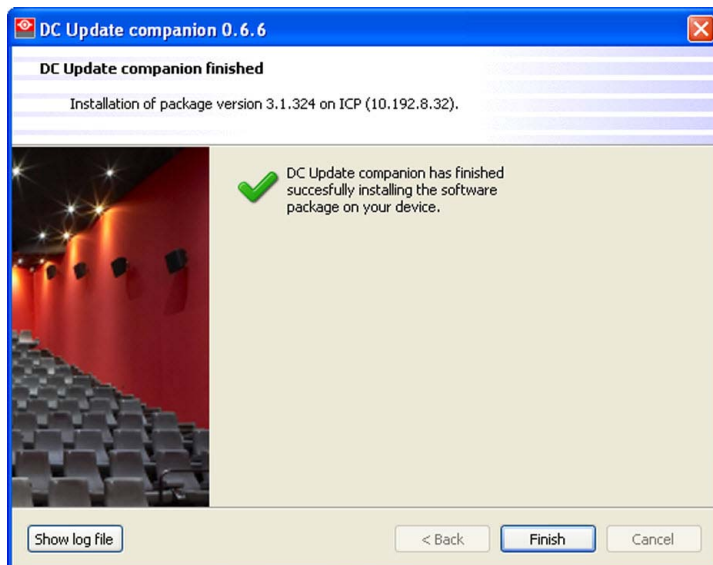 DC Update companion 0.6.6
DC Update companion finished
Installation of package version 3.1.324 on ICP (10.192.8.32).
DC Update companion has finished
succesfully installing the software
package on your device.
Show log file
< Back
Finish
Cancel